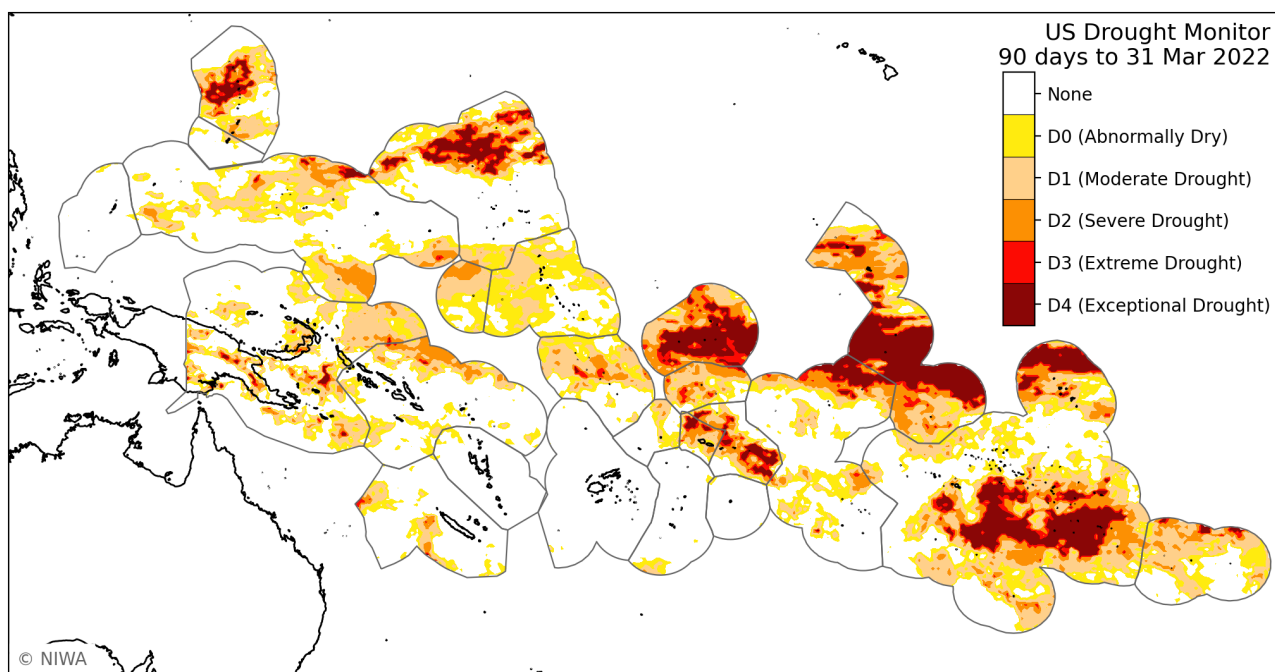 US Drought Monitor
90 days to 31 Mar 2022
None
D0 (Abnormally Dry)
D1 (Moderate Drought)
D2 (Severe Drought)
D3 (Extreme Drought)
D4 (Exceptional Drought)
© NIWA